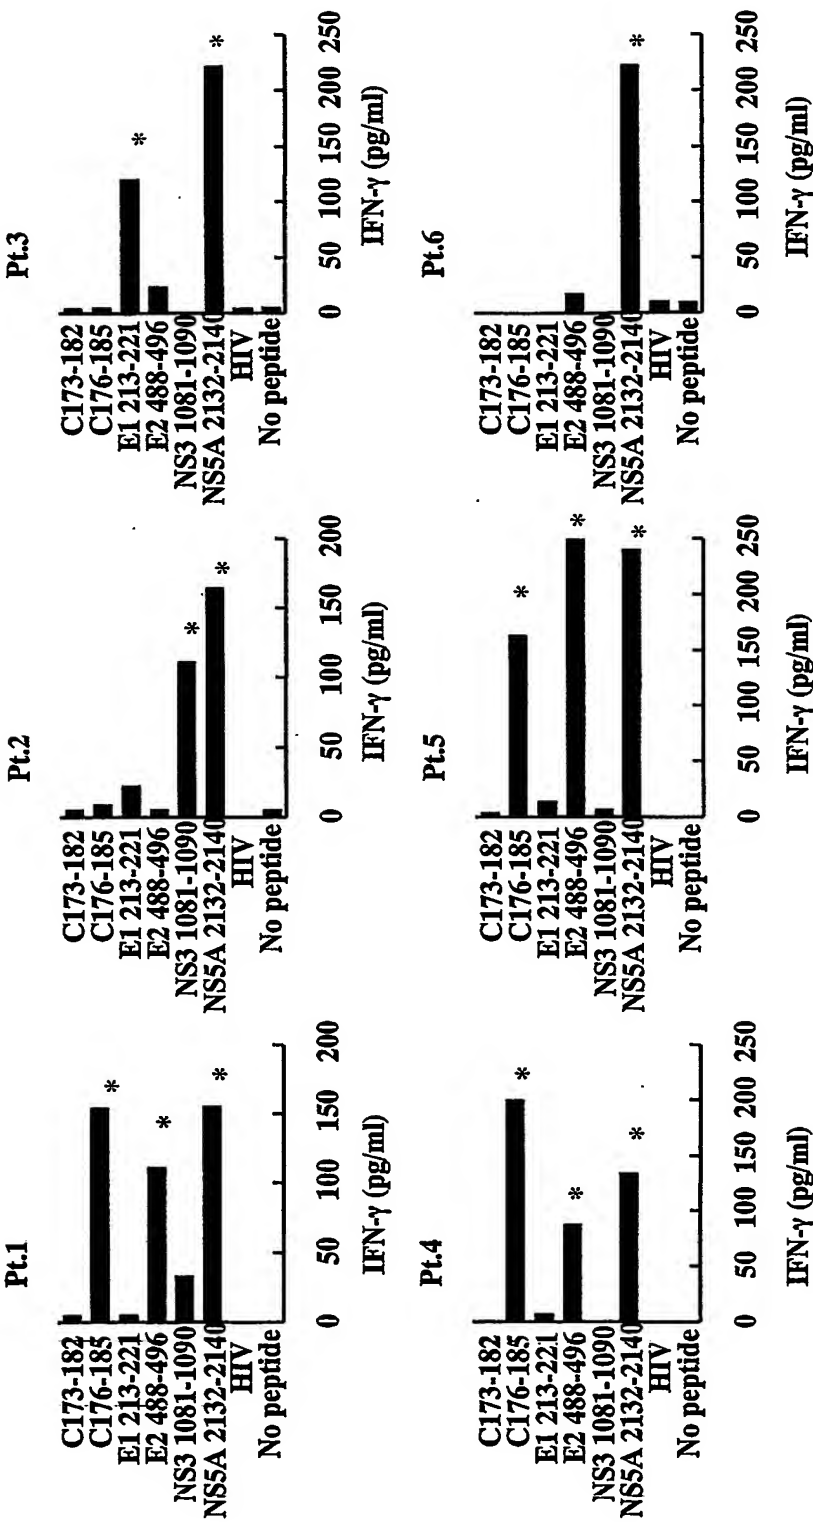 Pt.1
C173-182
C176-185 *
E1 213-221
E2 488-496 *
NS3 1081-1090
NS5A 2132-2140 *
HIV
No peptide
0 50 100 150 200
IFN-γ (pg/ml)
Pt.2
C173-182
C176-185
E1 213-221
E2 488-496
NS3 1081-1090 *
NS5A 2132-2140 *
HIV
No peptide
0 50 100 150 200
IFN-γ (pg/ml)
Pt.3
C173-182
C176-185
E1 213-221 *
E2 488-496
NS3 1081-1090
NS5A 2132-2140 *
HIV
No peptide
0 50 100 150 200 250
IFN-γ (pg/ml)
Pt.4
C173-182
C176-185 *
E1 213-221
E2 488-496 *
NS3 1081-1090
NS5A 2132-2140 *
HIV
No peptide
0 50 100 150 200 250
IFN-γ (pg/ml)
Pt.5
C173-182
C176-185 *
E1 213-221
E2 488-496 *
NS3 1081-1090
NS5A 2132-2140 *
HIV
No peptide
0 50 100 150 200 250
IFN-γ (pg/ml)
Pt.6
C173-182
C176-185
E1 213-221
E2 488-496
NS3 1081-1090
NS5A 2132-2140 *
HIV
No peptide
0 50 100 150 200 250
IFN-γ (pg/ml)